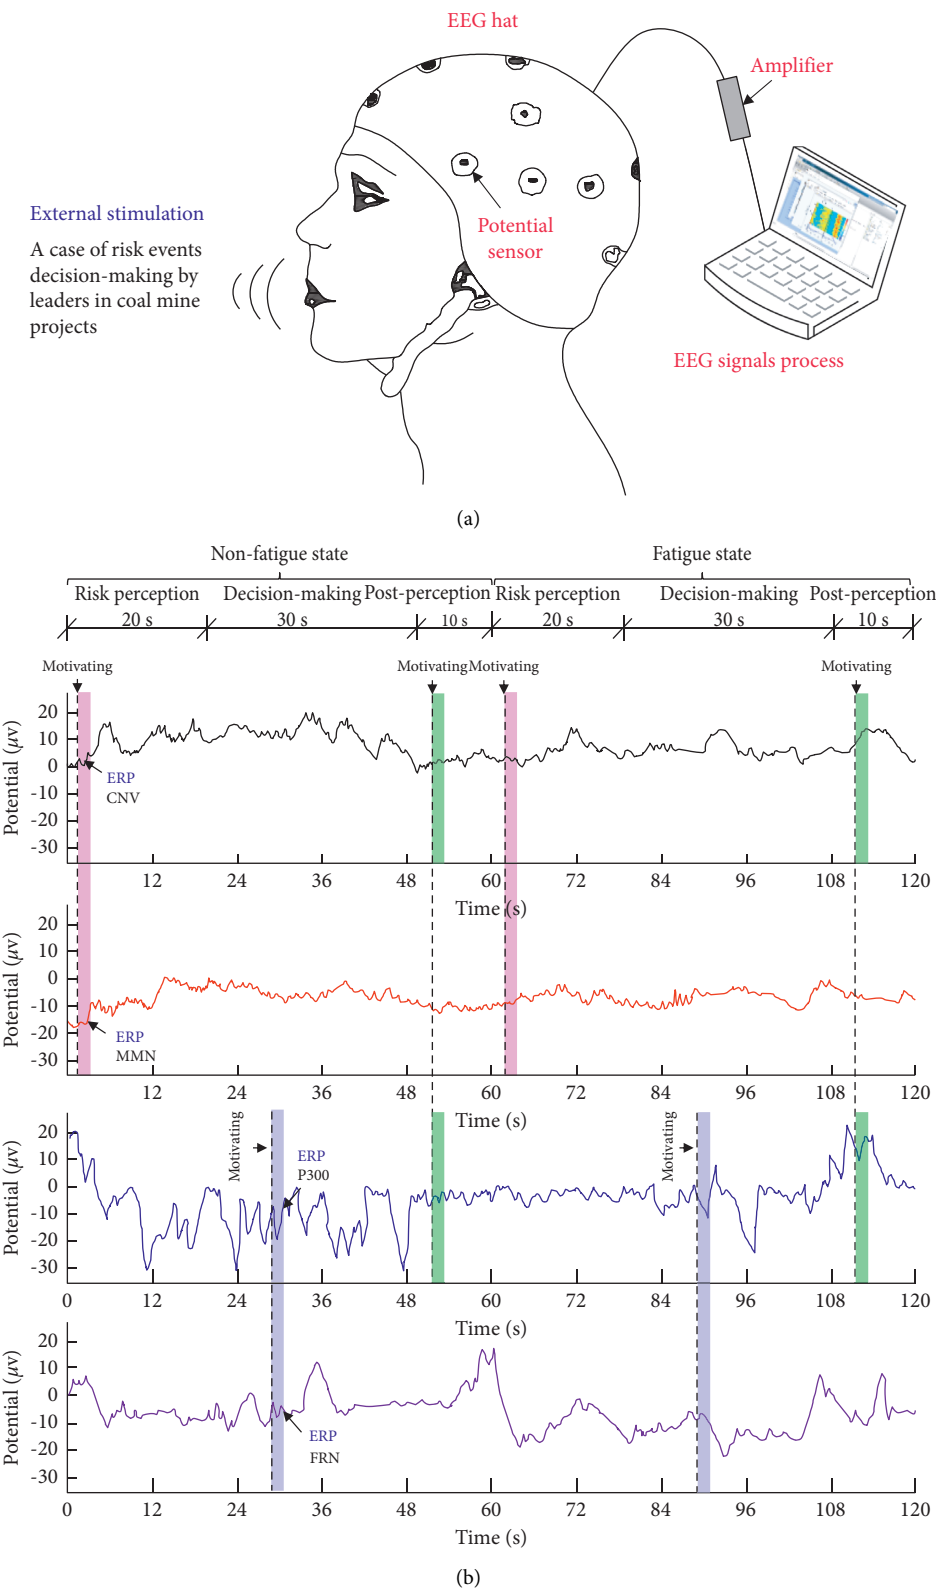 EEG hat
Amplifier
External stimulation
A case of risk events
decision-making by
leaders in coal mine
projects
Potential
sensor
EEG signals process
(a)
Non-fatigue state
Fatigue state
Risk perception
Decision-making
Post-perception
Risk perception
Decision-making
Post-perception
20 s
30 s
10 s
20 s
30 s
10 s
Motivating
Motivating
Motivating
Motivating
Potential (μv)
20
10
0
-10
-20
-30
ERP
CNV
12
24
36
48
60
72
84
96
108
120
Time (s)
Potential (μv)
20
10
0
-10
-20
-30
ERP
MMN
12
24
36
48
60
72
84
96
108
120
Time (s)
Potential (μv)
20
10
0
-10
-20
-30
Motivating
ERP
P300
Motivating
0
12
24
36
48
60
72
84
96
108
120
Time (s)
Potential (μv)
20
10
0
-10
-20
-30
ERP
FRN
0
12
24
36
48
60
72
84
96
108
120
Time (s)
(b)